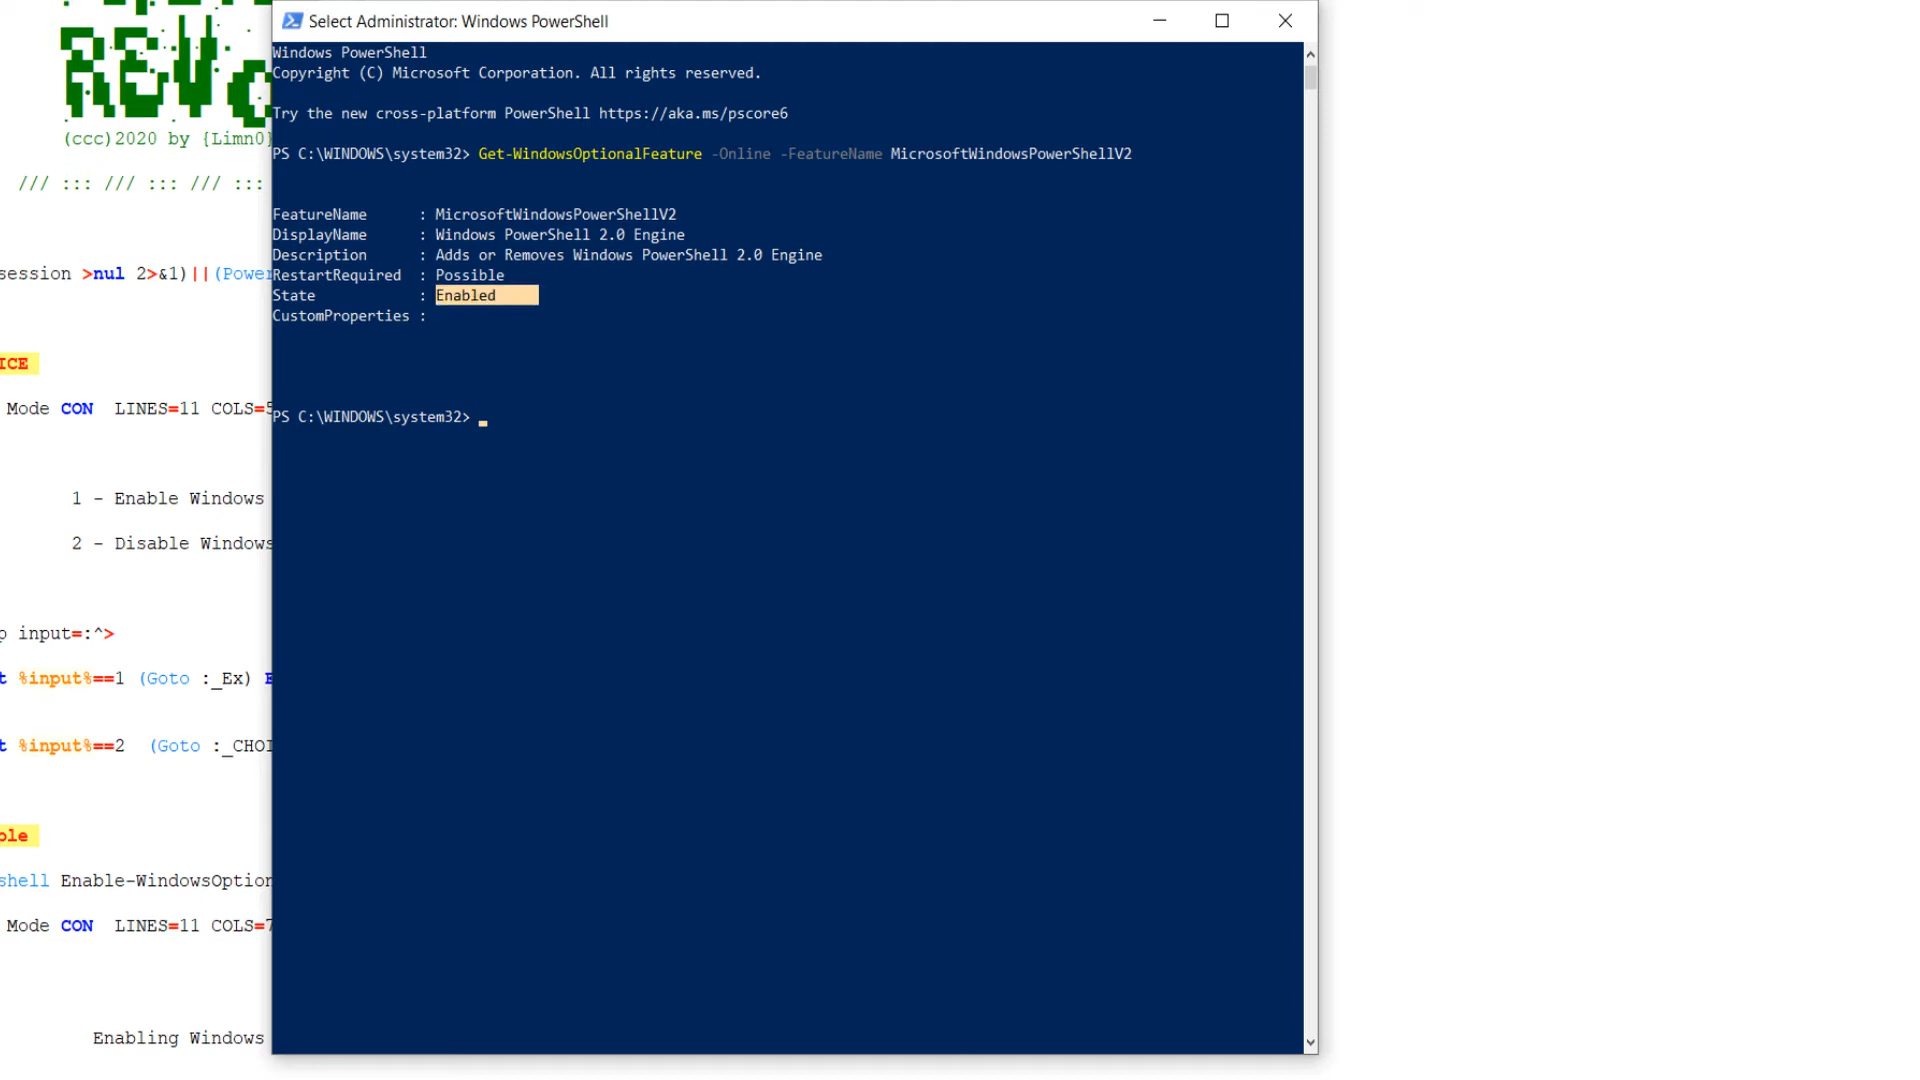 Select Administrator: Windows PowerShell
Windows PowerShell
Copyright (C) Microsoft Corporation. All rights reserved.
Try the new cross-platform PowerShell https://aka.ms/pscore6
PS C:\WINDOWS\system32> Get-WindowsOptionalFeature -Online -FeatureName MicrosoftWindowsPowerShellV2
FeatureName      : MicrosoftWindowsPowerShellV2
DisplayName      : Windows PowerShell 2.0 Engine
Description      : Adds or Removes Windows PowerShell 2.0 Engine
RestartRequired  : Possible
State            : Enabled
CustomProperties :
PS C:\WINDOWS\system32>
REV
(ccc)2020 by {Limn0}
/// ::: /// ::: /// :::
session >nul 2>&1)||(Power
ICE
Mode CON  LINES=11 COLS=
1 - Enable Windows
2 - Disable Windows
p input=:^>
t %input%==1 (Goto :_Ex)
t %input%==2  (Goto :_CHOI
ble
shell Enable-WindowsOption
Mode CON  LINES=11 COLS=7
Enabling Windows